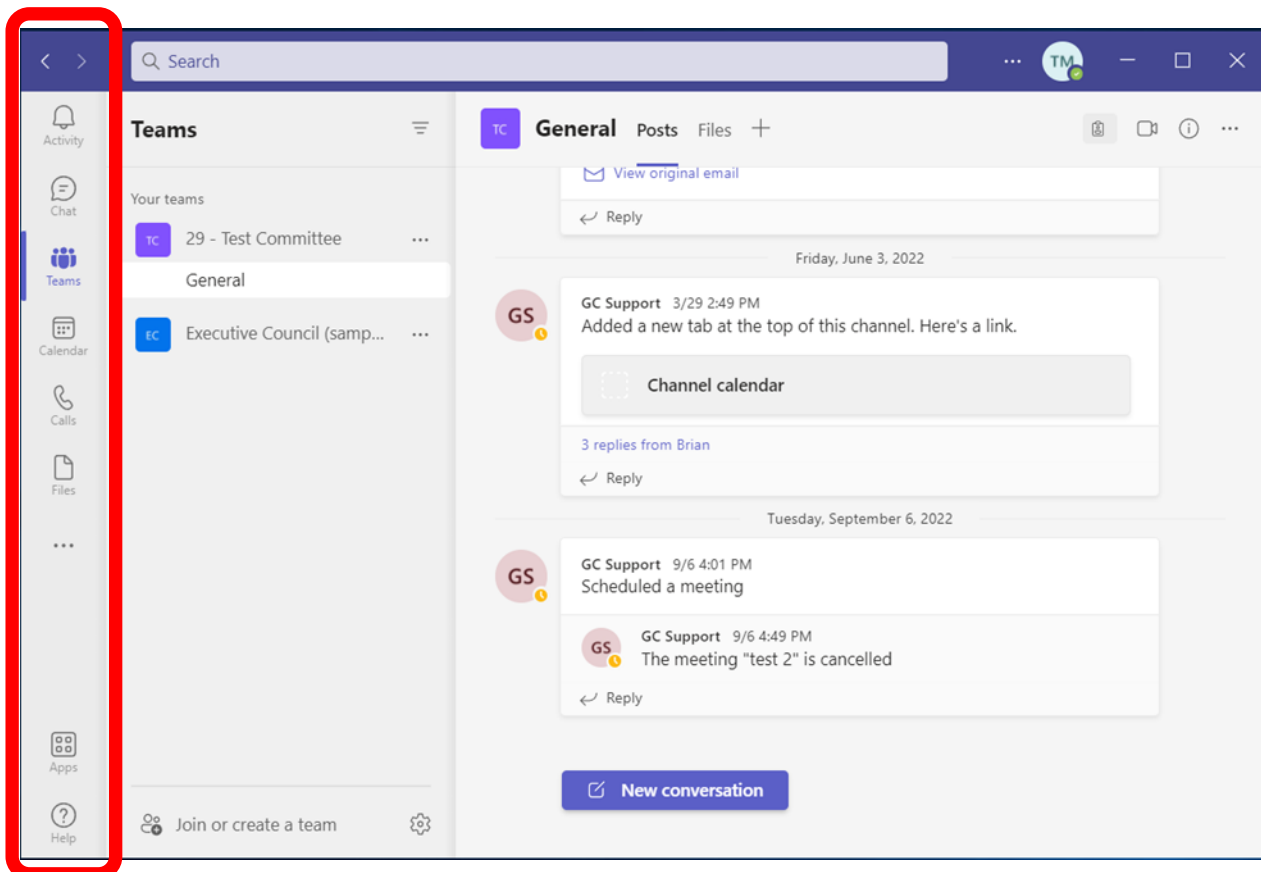 Search
TM
Activity
Chat
Teams
Calendar
Calls
Files
...
Apps
Help
Teams
Your teams
TC 29 - Test Committee ...
General
EC Executive Council (samp... ...
Join or create a team
TC General Posts Files
View original email
Reply
Friday, June 3, 2022
GS
GC Support 3/29 2:49 PM
Added a new tab at the top of this channel. Here's a link.
Channel calendar
3 replies from Brian
Reply
Tuesday, September 6, 2022
GS
GC Support 9/6 4:01 PM
Scheduled a meeting
GS
GC Support 9/6 4:49 PM
The meeting "test 2" is cancelled
Reply
New conversation